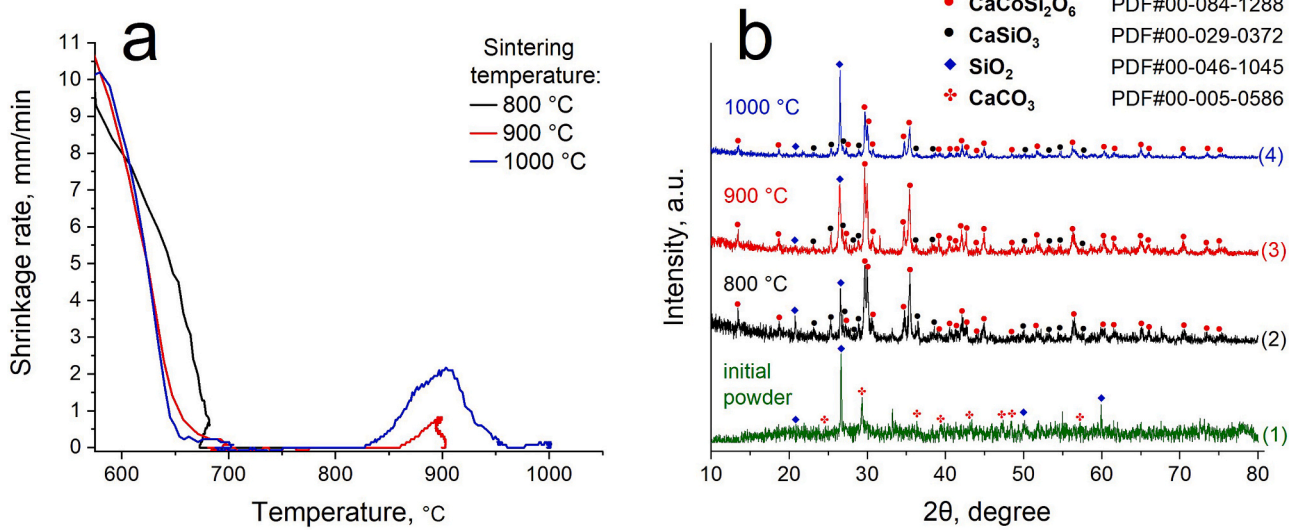 a
11
10
9
8
7
6
5
4
3
2
1
0
Shrinkage rate, mm/min
600 700 800 900 1000
Temperature, °C
Sintering
temperature:
800 °C
900 °C
1000 °C
b
CaCoSi₂O₆ PDF#00-084-1288
CaSiO₃ PDF#00-029-0372
SiO₂ PDF#00-046-1045
CaCO₃ PDF#00-005-0586
Intensity, a.u.
1000 °C
(4)
900 °C
(3)
800 °C
(2)
initial
powder
(1)
10 20 30 40 50 60 70 80
2θ, degree